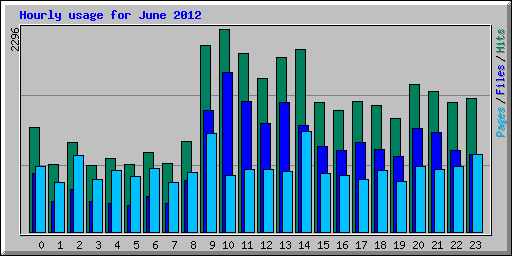 Hourly usage for June 2012
2296
Pages / Files / Hits
0 1 2 3 4 5 6 7 8 9 10 11 12 13 14 15 16 17 18 19 20 21 22 23